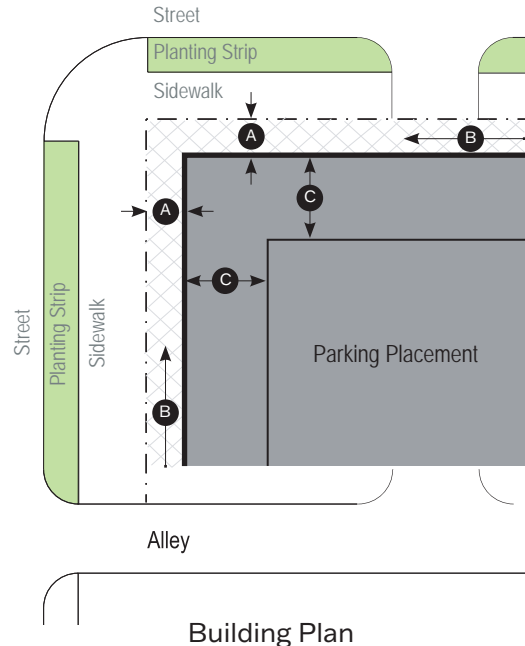 Street
Planting Strip
Sidewalk
A
B
A
C
C
Street
Planting Strip
Sidewalk
Parking Placement
B
Alley
Building Plan